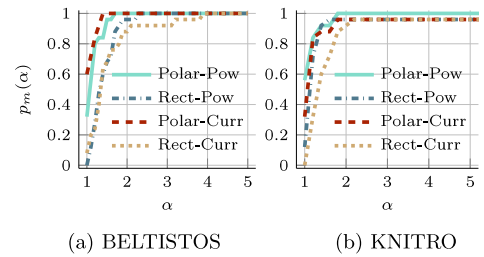 1
0.8
0.6
0.4
0.2
0
p_m(α)
Polar-Pow
Rect-Pow
Polar-Curr
Rect-Curr
1 2 3 4 5
α
(a) BELTISTOS
1
0.8
0.6
0.4
0.2
0
Polar-Pow
Rect-Pow
Polar-Curr
Rect-Curr
1 2 3 4 5
α
(b) KNITRO